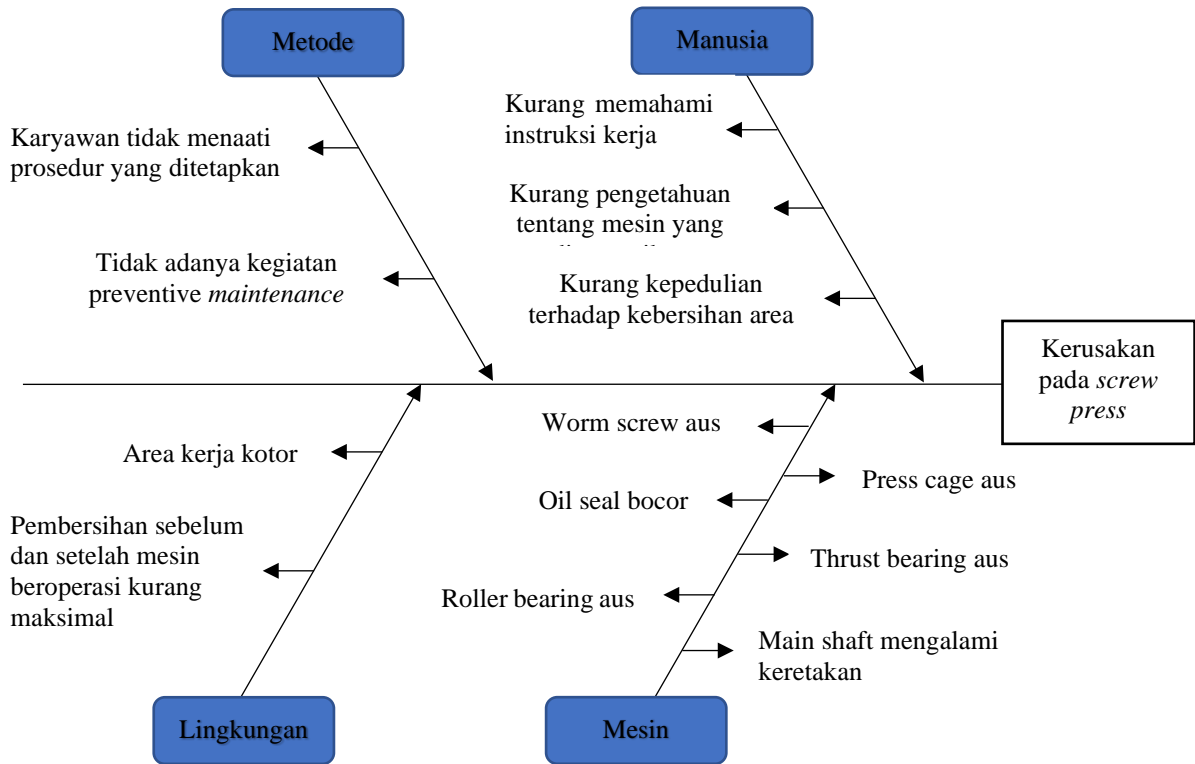 Metode
Manusia
Karyawan tidak menaati
prosedur yang ditetapkan
Tidak adanya kegiatan
preventive maintenance
Kurang memahami
instruksi kerja
Kurang pengetahuan
tentang mesin yang
Kurang kepedulian
terhadap kebersihan area
Kerusakan
pada screw
press
Area kerja kotor
Pembersihan sebelum
dan setelah mesin
beroperasi kurang
maksimal
Worm screw aus
Press cage aus
Oil seal bocor
Thrust bearing aus
Roller bearing aus
Main shaft mengalami
keretakan
Lingkungan
Mesin